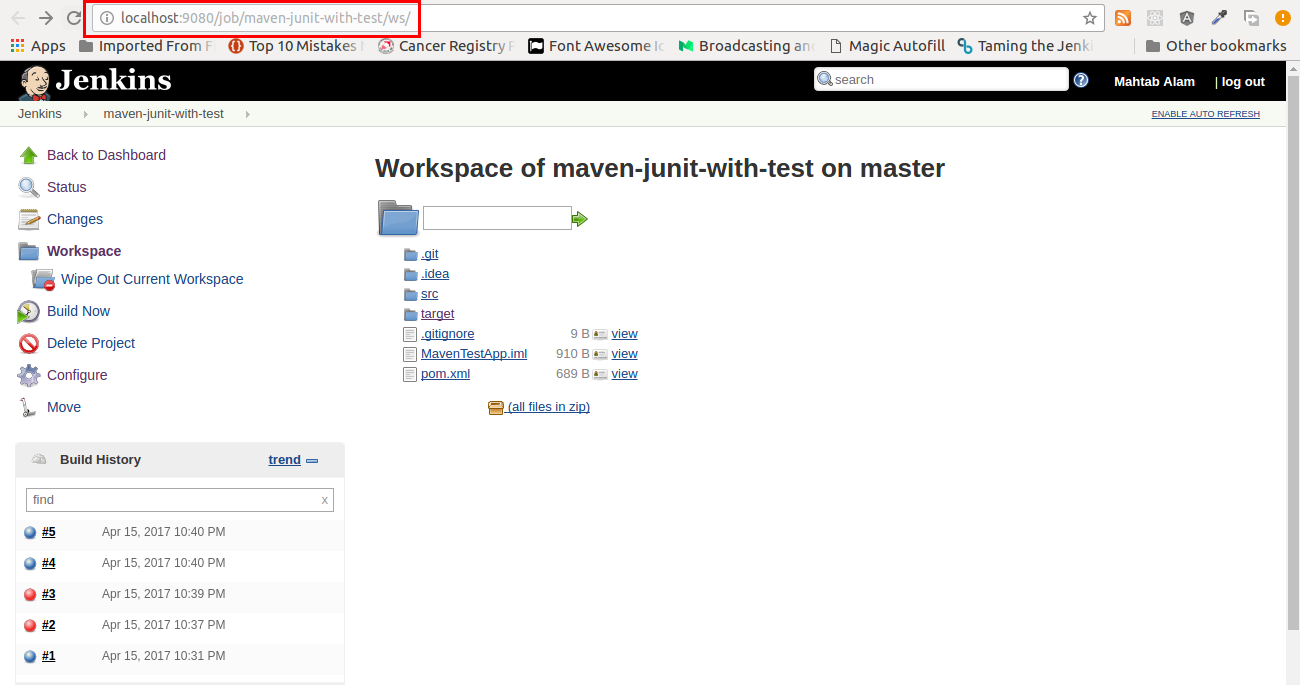 localhost:9080/job/maven-junit-with-test/ws/
Apps Imported From F Top 10 Mistakes Cancer Registry Font Awesome Broadcasting an Magic Autofill Taming the Jenki Other bookmarks
Jenkins search Mahtab Alam | log out
Jenkins maven-junit-with-test ENABLE AUTO REFRESH
Back to Dashboard
Status
Changes
Workspace
Wipe Out Current Workspace
Build Now
Delete Project
Configure
Move
Build History trend
find x
#5 Apr 15, 2017 10:40 PM
#4 Apr 15, 2017 10:40 PM
#3 Apr 15, 2017 10:39 PM
#2 Apr 15, 2017 10:37 PM
#1 Apr 15, 2017 10:31 PM
Workspace of maven-junit-with-test on master
.git
.idea
src
target
.gitignore 9 B view
MavenTestApp.iml 910 B view
pom.xml 689 B view
(all files in zip)